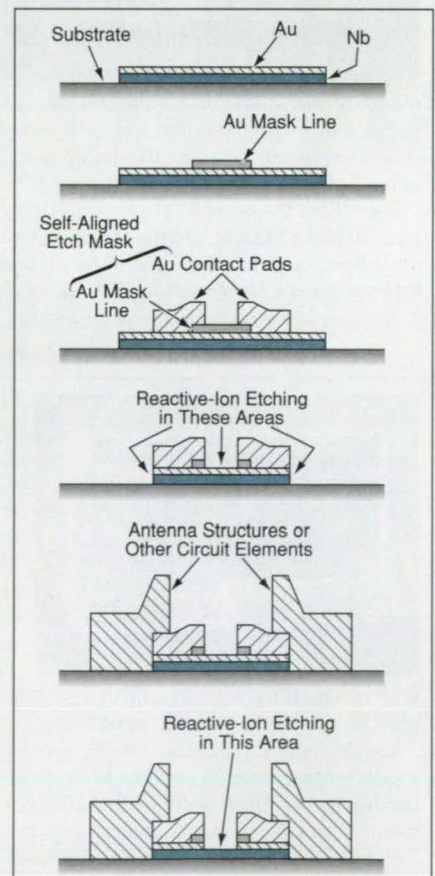 Substrate
Au
Nb
Au Mask Line
Self-Aligned
Etch Mask
Au Contact Pads
Au Mask
Line
Reactive-Ion Etching
in These Areas
Antenna Structures or
Other Circuit Elements
Reactive-Ion Etching
in This Area